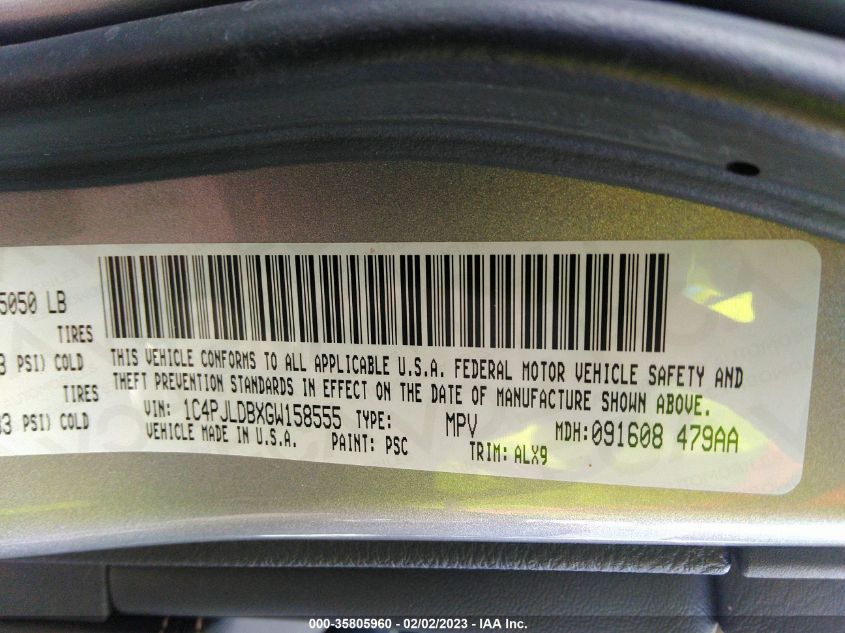 5050 LB
TIRES
3 PSI) COLD
TIRES
33 PSI) COLD
THIS VEHICLE CONFORMS TO ALL APPLICABLE U.S.A. FEDERAL MOTOR VEHICLE SAFETY AND
THEFT PREVENTION STANDARDS IN EFFECT ON THE DATE OF MANUFACTURE SHOWN ABOVE.
VIN: 1C4PJLDBXGW158555 TYPE: MPV MDH:091608 479AA
VEHICLE MADE IN U.S.A. PAINT: PSC TRIM: ALX9
000-35805960 - 02/02/2023 - IAA Inc.